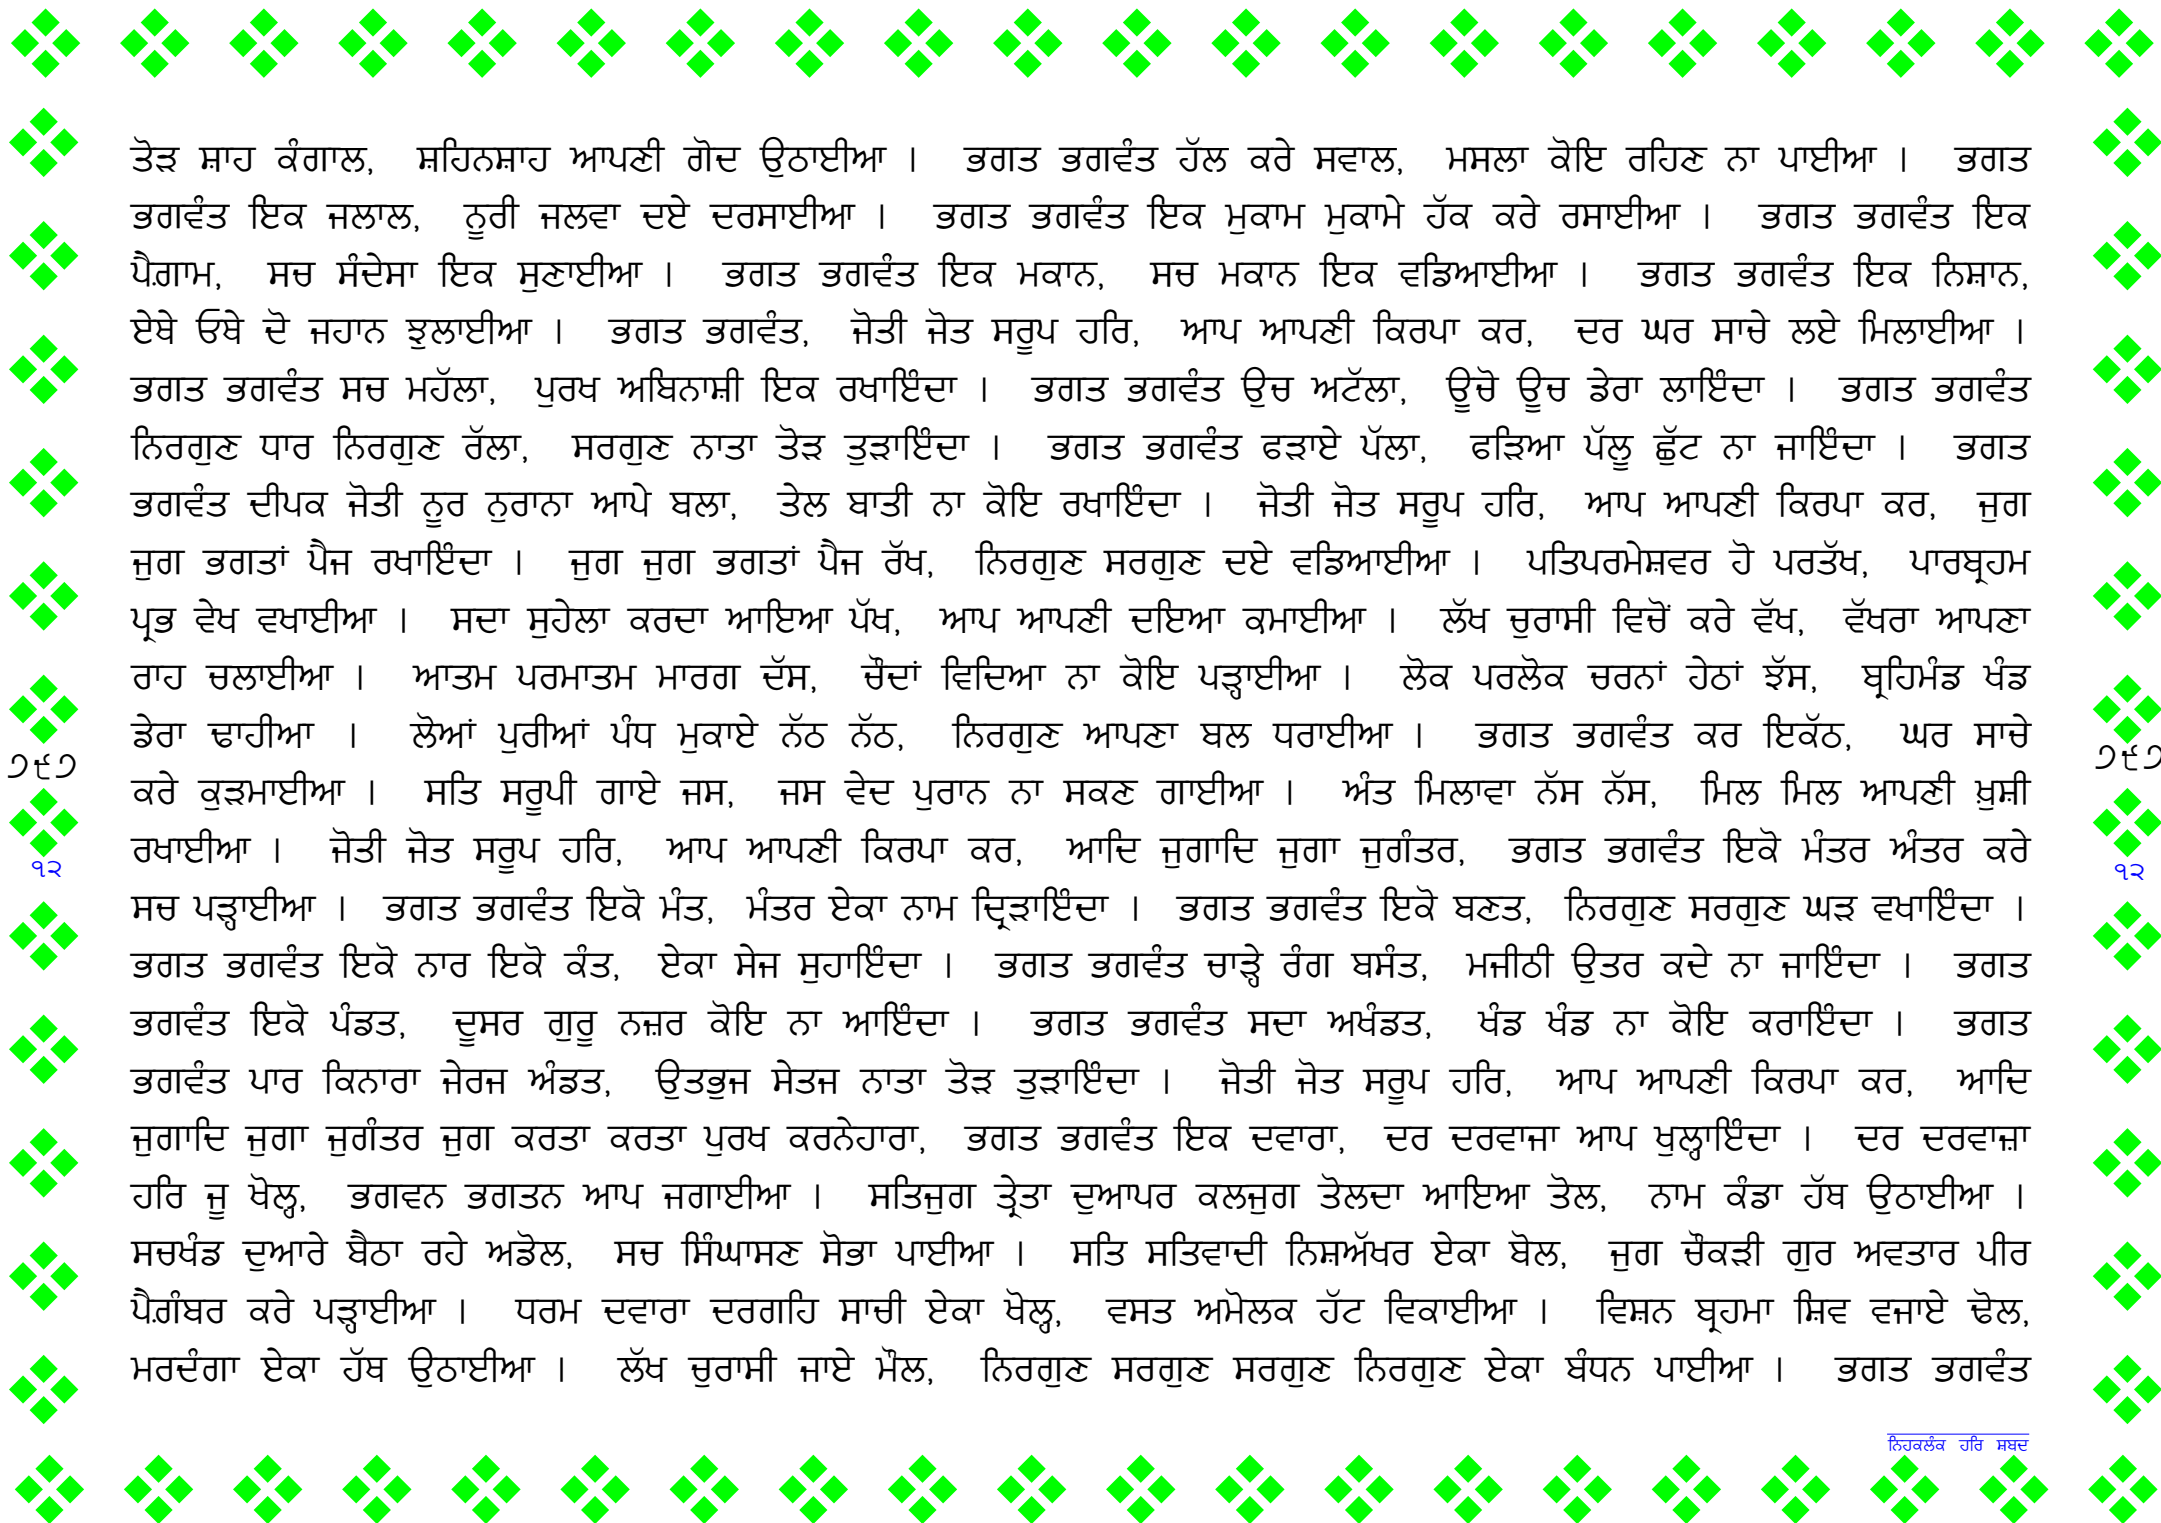 ਤੋੜ ਸ਼ਾਹ ਕੰਗਾਲ, ਸ਼ਹਿਨਸ਼ਾਹ ਆਪਣੀ ਗੋਦ ਉਠਾਈਆ । ਭਗਤ ਭਗਵੰਤ ਹੱਲ ਕਰੇ ਸਵਾਲ, ਮਸਲਾ ਕੋਇ ਰਹਿਣ ਨਾ ਪਾਈਆ । ਭਗਤ
ਭਗਵੰਤ ਇਕ ਜਲਾਲ, ਨੂਰੀ ਜਲਵਾ ਦਏ ਦਰਸਾਈਆ । ਭਗਤ ਭਗਵੰਤ ਇਕ ਮੁਕਾਮ ਮੁਕਾਮੇ ਹੱਕ ਕਰੇ ਰਸਾਈਆ । ਭਗਤ ਭਗਵੰਤ ਇਕ
ਪੈਗ਼ਾਮ, ਸਚ ਸੰਦੇਸਾ ਇਕ ਸੁਣਾਈਆ । ਭਗਤ ਭਗਵੰਤ ਇਕ ਮਕਾਨ, ਸਚ ਮਕਾਨ ਇਕ ਵਡਿਆਈਆ । ਭਗਤ ਭਗਵੰਤ ਇਕ ਨਿਸ਼ਾਨ,
ਏਥੇ ਓਥੇ ਦੋ ਜਹਾਨ ਝੁਲਾਈਆ । ਭਗਤ ਭਗਵੰਤ, ਜੋਤੀ ਜੋਤ ਸਰੂਪ ਹਰਿ, ਆਪ ਆਪਣੀ ਕਿਰਪਾ ਕਰ, ਦਰ ਘਰ ਸਾਚੇ ਲਏ ਮਿਲਾਈਆ ।
ਭਗਤ ਭਗਵੰਤ ਸਚ ਮਹੱਲਾ, ਪੁਰਖ ਅਬਿਨਾਸ਼ੀ ਇਕ ਰਖਾਇੰਦਾ । ਭਗਤ ਭਗਵੰਤ ਉਚ ਅਟੱਲਾ, ਊਚੋ ਊਚ ਡੇਰਾ ਲਾਇੰਦਾ । ਭਗਤ ਭਗਵੰਤ
ਨਿਰਗੁਣ ਧਾਰ ਨਿਰਗੁਣ ਰੱਲਾ, ਸਰਗੁਣ ਨਾਤਾ ਤੋੜ ਤੁੜਾਇੰਦਾ । ਭਗਤ ਭਗਵੰਤ ਫੜਾਏ ਪੱਲਾ, ਫੜਿਆ ਪੱਲੂ ਛੁੱਟ ਨਾ ਜਾਇੰਦਾ । ਭਗਤ
ਭਗਵੰਤ ਦੀਪਕ ਜੋਤੀ ਨੂਰ ਨੁਰਾਨਾ ਆਪੇ ਬਲਾ, ਤੇਲ ਬਾਤੀ ਨਾ ਕੋਇ ਰਖਾਇੰਦਾ । ਜੋਤੀ ਜੋਤ ਸਰੂਪ ਹਰਿ, ਆਪ ਆਪਣੀ ਕਿਰਪਾ ਕਰ, ਜੁਗ
ਜੁਗ ਭਗਤਾਂ ਪੈਜ ਰਖਾਇੰਦਾ । ਜੁਗ ਜੁਗ ਭਗਤਾਂ ਪੈਜ ਰੱਖ, ਨਿਰਗੁਣ ਸਰਗੁਣ ਦਏ ਵਡਿਆਈਆ । ਪਤਿਪਰਮੇਸ਼ਵਰ ਹੋ ਪਰਤੱਖ, ਪਾਰਬ੍ਰਹਮ
ਪ੍ਰਭ ਵੇਖ ਵਖਾਈਆ । ਸਦਾ ਸੁਹੇਲਾ ਕਰਦਾ ਆਇਆ ਪੱਖ, ਆਪ ਆਪਣੀ ਦਇਆ ਕਮਾਈਆ । ਲੱਖ ਚੁਰਾਸੀ ਵਿਚੋਂ ਕਰੇ ਵੱਖ, ਵੱਖਰਾ ਆਪਣਾ
ਰਾਹ ਚਲਾਈਆ । ਆਤਮ ਪਰਮਾਤਮ ਮਾਰਗ ਦੱਸ, ਚੌਦਾਂ ਵਿਦਿਆ ਨਾ ਕੋਇ ਪੜ੍ਹਾਈਆ । ਲੋਕ ਪਰਲੋਕ ਚਰਨਾਂ ਹੇਠਾਂ ਝੱਸ, ਬ੍ਰਹਿਮੰਡ ਖੰਡ
ਡੇਰਾ ਢਾਹੀਆ । ਲੋਆਂ ਪੁਰੀਆਂ ਪੰਧ ਮੁਕਾਏ ਨੱਠ ਨੱਠ, ਨਿਰਗੁਣ ਆਪਣਾ ਬਲ ਧਰਾਈਆ । ਭਗਤ ਭਗਵੰਤ ਕਰ ਇਕੱਠ, ਘਰ ਸਾਚੇ
੭੯੭ ੭੯੭
ਕਰੇ ਕੁੜਮਾਈਆ । ਸਤਿ ਸਰੂਪੀ ਗਾਏ ਜਸ, ਜਸ ਵੇਦ ਪੁਰਾਨ ਨਾ ਸਕਣ ਗਾਈਆ । ਅੰਤ ਮਿਲਾਵਾ ਨੱਸ ਨੱਸ, ਮਿਲ ਮਿਲ ਆਪਣੀ ਖ਼ੁਸ਼ੀ
ਰਖਾਈਆ । ਜੋਤੀ ਜੋਤ ਸਰੂਪ ਹਰਿ, ਆਪ ਆਪਣੀ ਕਿਰਪਾ ਕਰ, ਆਦਿ ਜੁਗਾਦਿ ਜੁਗਾ ਜੁਗੰਤਰ, ਭਗਤ ਭਗਵੰਤ ਇਕੋ ਮੰਤਰ ਅੰਤਰ ਕਰੇ
੧੨ ੧੨
ਸਚ ਪੜ੍ਹਾਈਆ । ਭਗਤ ਭਗਵੰਤ ਇਕੋ ਮੰਤ, ਮੰਤਰ ਏਕਾ ਨਾਮ ਦ੍ਰਿੜਾਇੰਦਾ । ਭਗਤ ਭਗਵੰਤ ਇਕੋ ਬਣਤ, ਨਿਰਗੁਣ ਸਰਗੁਣ ਘੜ ਵਖਾਇੰਦਾ ।
ਭਗਤ ਭਗਵੰਤ ਇਕੋ ਨਾਰ ਇਕੋ ਕੰਤ, ਏਕਾ ਸੇਜ ਸੁਹਾਇੰਦਾ । ਭਗਤ ਭਗਵੰਤ ਚਾੜ੍ਹੇ ਰੰਗ ਬਸੰਤ, ਮਜੀਠੀ ਉਤਰ ਕਦੇ ਨਾ ਜਾਇੰਦਾ । ਭਗਤ
ਭਗਵੰਤ ਇਕੋ ਪੰਡਤ, ਦੂਸਰ ਗੁਰੂ ਨਜ਼ਰ ਕੋਇ ਨਾ ਆਇੰਦਾ । ਭਗਤ ਭਗਵੰਤ ਸਦਾ ਅਖੰਡਤ, ਖੰਡ ਖੰਡ ਨਾ ਕੋਇ ਕਰਾਇੰਦਾ । ਭਗਤ
ਭਗਵੰਤ ਪਾਰ ਕਿਨਾਰਾ ਜੇਰਜ ਅੰਡਤ, ਉਤਭੁਜ ਸੇਤਜ ਨਾਤਾ ਤੋੜ ਤੁੜਾਇੰਦਾ । ਜੋਤੀ ਜੋਤ ਸਰੂਪ ਹਰਿ, ਆਪ ਆਪਣੀ ਕਿਰਪਾ ਕਰ, ਆਦਿ
ਜੁਗਾਦਿ ਜੁਗਾ ਜੁਗੰਤਰ ਜੁਗ ਕਰਤਾ ਕਰਤਾ ਪੁਰਖ ਕਰਨੇਹਾਰਾ, ਭਗਤ ਭਗਵੰਤ ਇਕ ਦਵਾਰਾ, ਦਰ ਦਰਵਾਜਾ ਆਪ ਖੁਲ੍ਹਾਇੰਦਾ । ਦਰ ਦਰਵਾਜ਼ਾ
ਹਰਿ ਜੂ ਖੋਲ੍ਹ, ਭਗਵਨ ਭਗਤਨ ਆਪ ਜਗਾਈਆ । ਸਤਿਜੁਗ ਤ੍ਰੇਤਾ ਦੁਆਪਰ ਕਲਜੁਗ ਤੋਲਦਾ ਆਇਆ ਤੋਲ, ਨਾਮ ਕੰਡਾ ਹੱਥ ਉਠਾਈਆ ।
ਸਚਖੰਡ ਦੁਆਰੇ ਬੈਠਾ ਰਹੇ ਅਡੋਲ, ਸਚ ਸਿੰਘਾਸਣ ਸੋਭਾ ਪਾਈਆ । ਸਤਿ ਸਤਿਵਾਦੀ ਨਿਸ਼ਅੱਖਰ ਏਕਾ ਬੋਲ, ਜੁਗ ਚੌਕੜੀ ਗੁਰ ਅਵਤਾਰ ਪੀਰ
ਪੈਗ਼ੰਬਰ ਕਰੇ ਪੜ੍ਹਾਈਆ । ਧਰਮ ਦਵਾਰਾ ਦਰਗਹਿ ਸਾਚੀ ਏਕਾ ਖੋਲ੍ਹ, ਵਸਤ ਅਮੋਲਕ ਹੱਟ ਵਿਕਾਈਆ । ਵਿਸ਼ਨ ਬ੍ਰਹਮਾ ਸ਼ਿਵ ਵਜਾਏ ਢੋਲ,
ਮਰਦੰਗਾ ਏਕਾ ਹੱਥ ਉਠਾਈਆ । ਲੱਖ ਚੁਰਾਸੀ ਜਾਏ ਮੌਲ, ਨਿਰਗੁਣ ਸਰਗੁਣ ਸਰਗੁਣ ਨਿਰਗੁਣ ਏਕਾ ਬੰਧਨ ਪਾਈਆ । ਭਗਤ ਭਗਵੰਤ
ਨਿਹਕਲੰਕ ਹਰਿ ਸ਼ਬਦ